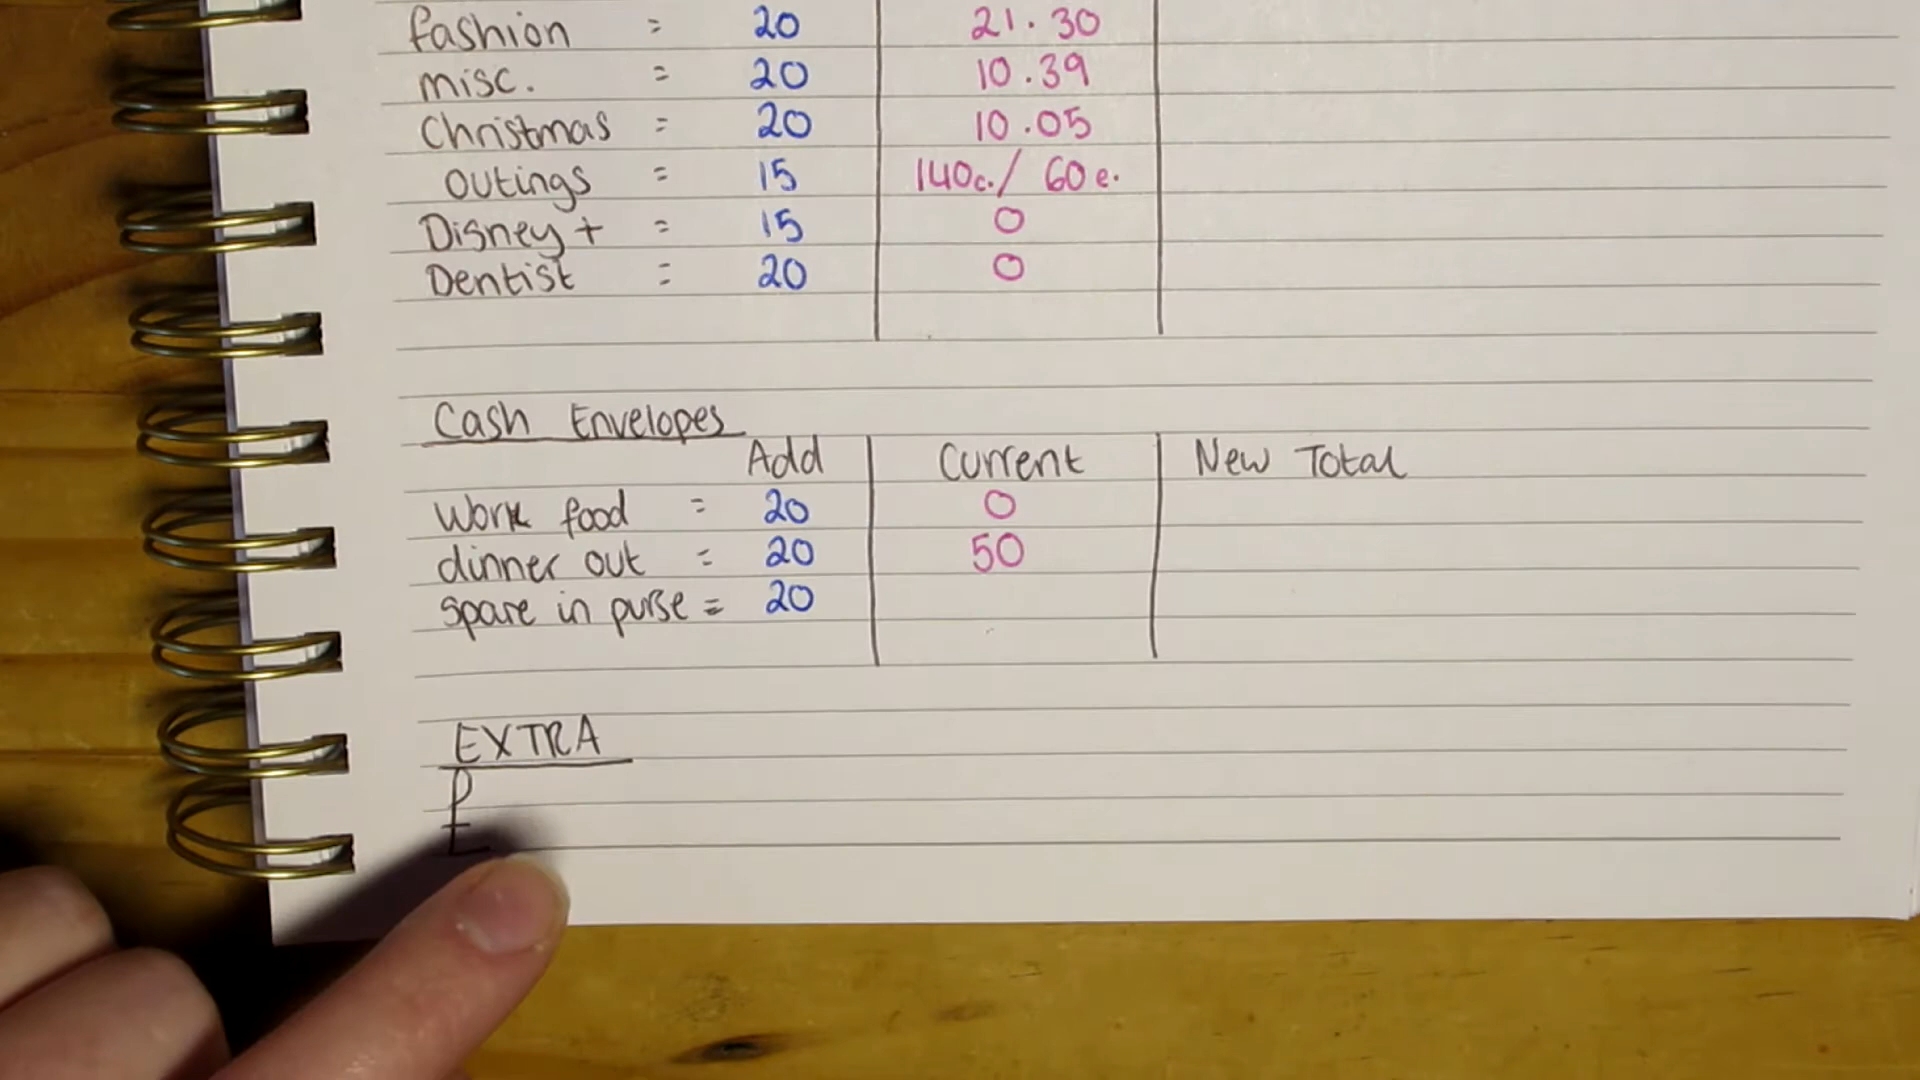 fashion = 20 21.30
misc. = 20 10.39
Christmas = 20 10.05
outings = 15 140c./ 60e.
Disney + = 15 0
Dentist = 20 0
Cash Envelopes
Add Current New Total
Work food = 20 0
dinner out = 20 50
spare in purse = 20
EXTRA
£